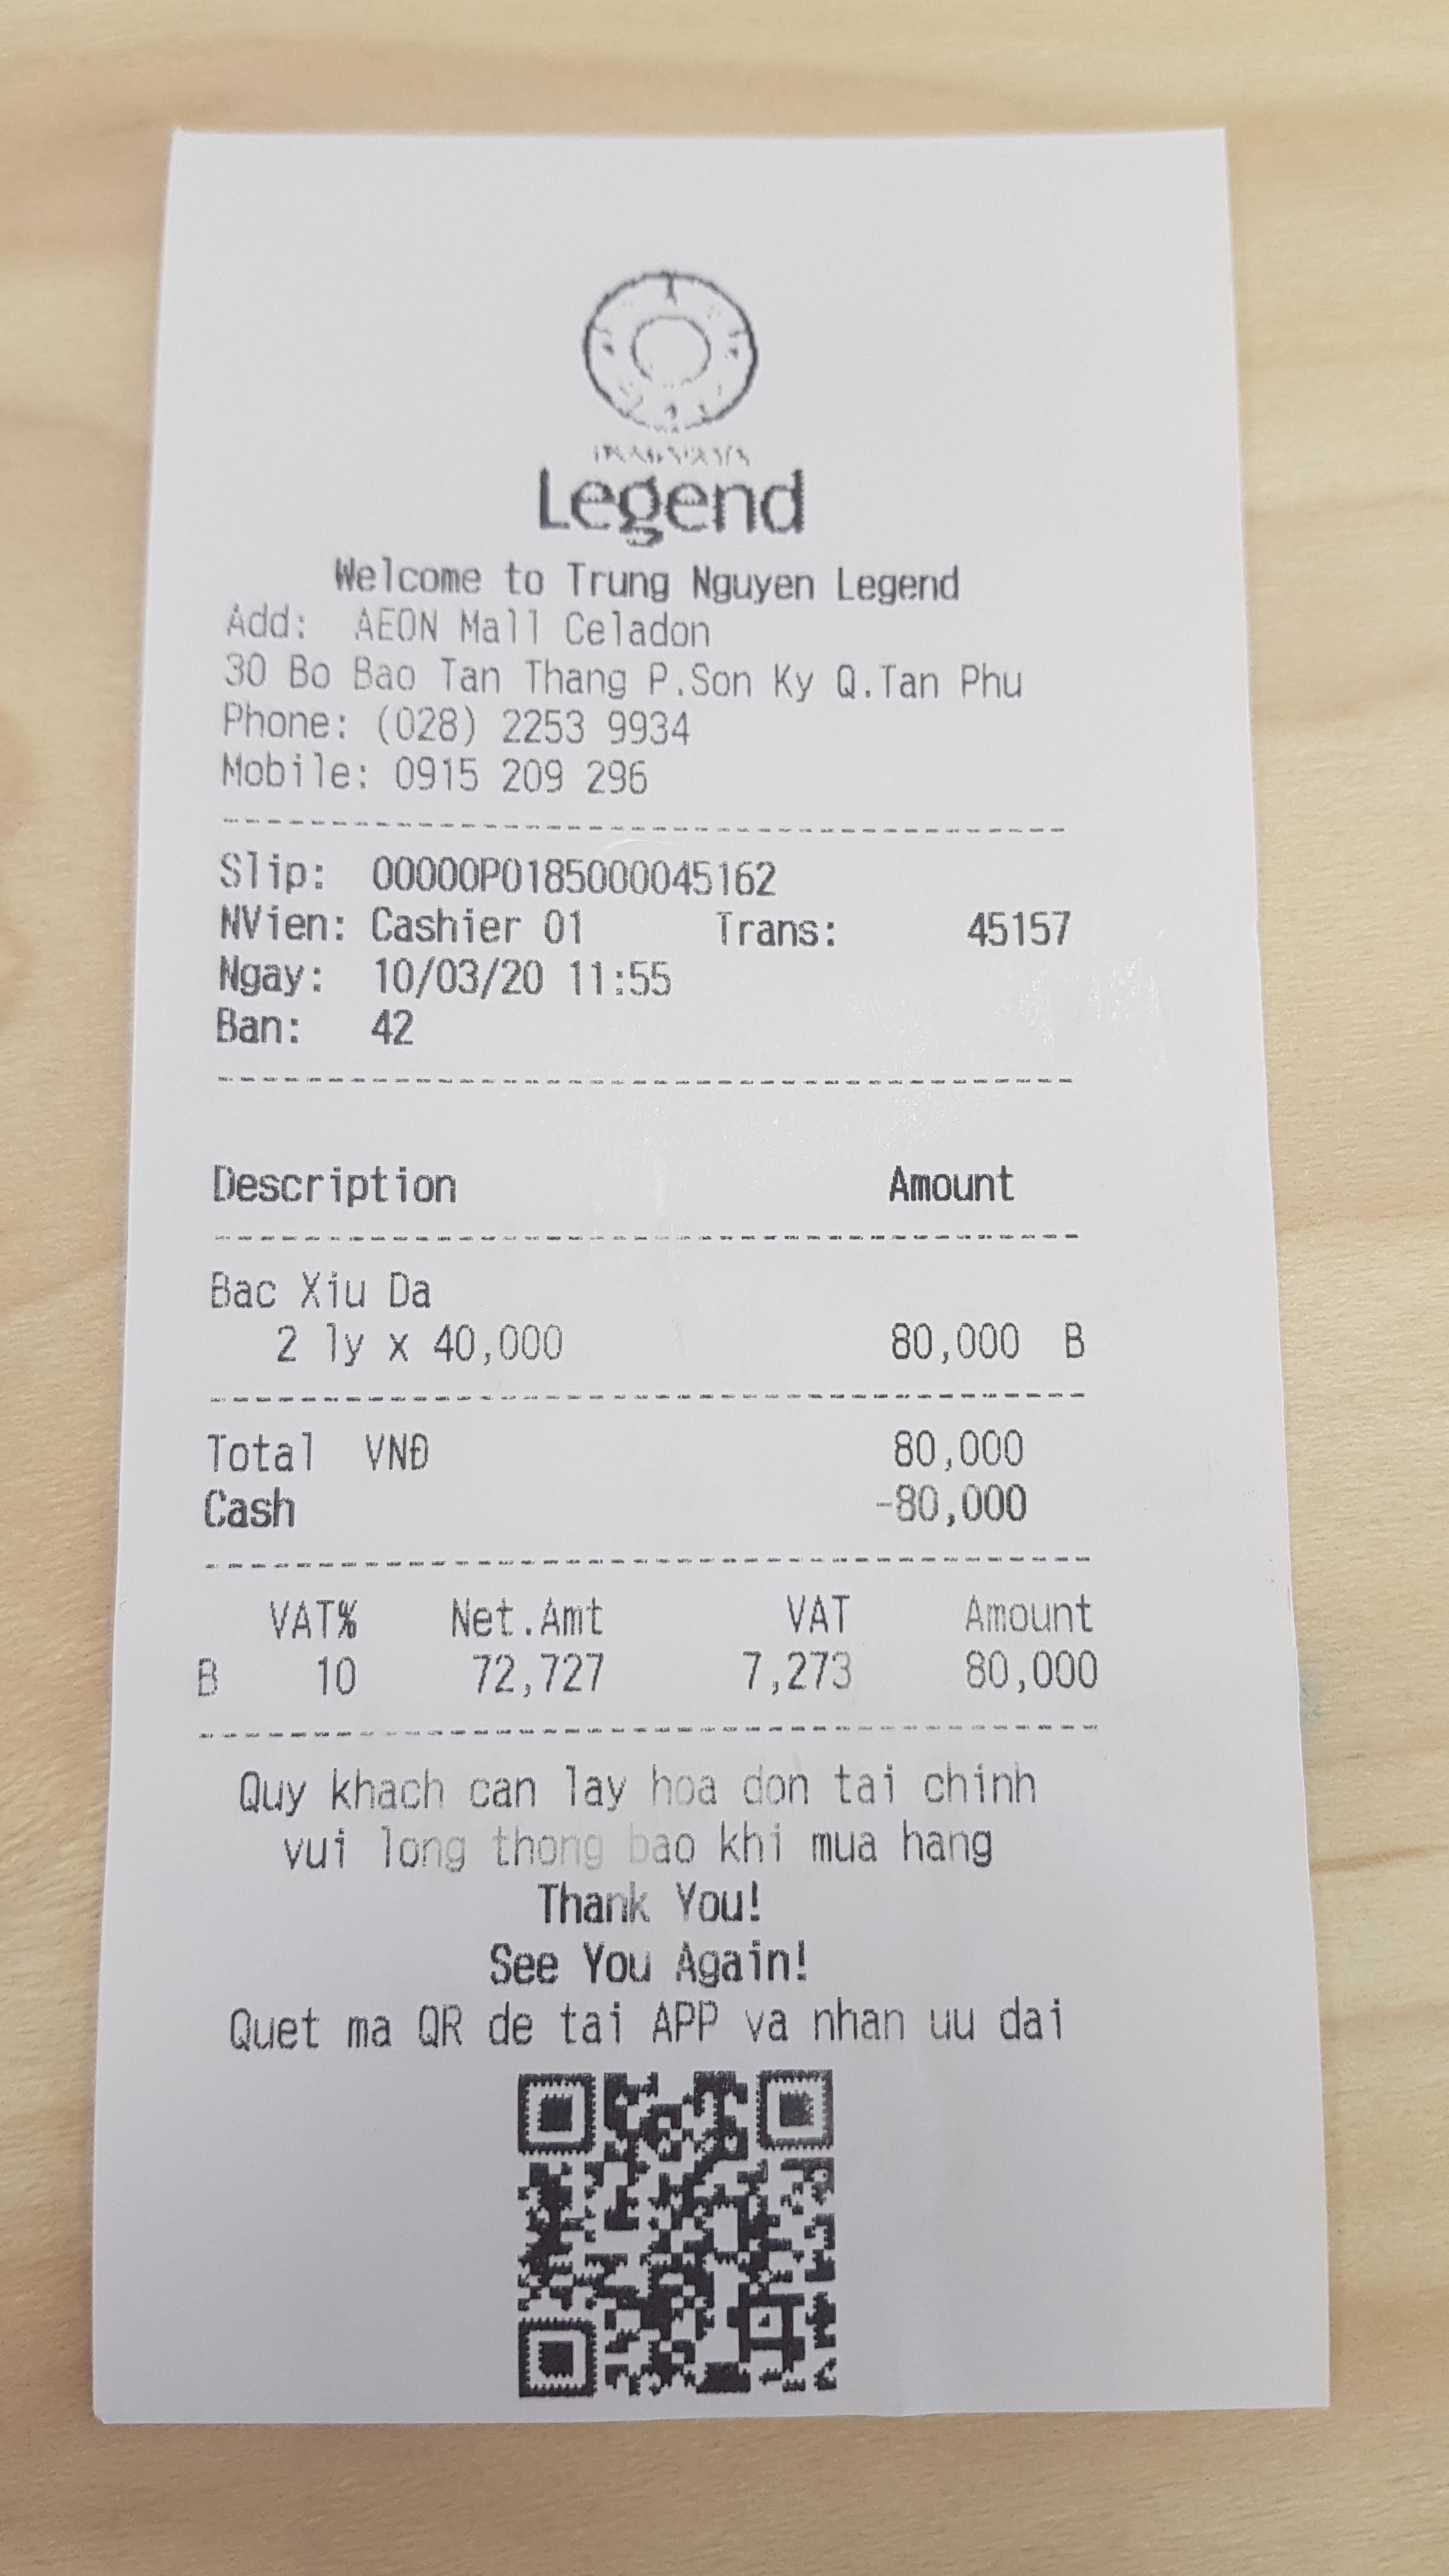 Legend
Welcome to Trung Nguyen Legend
Add: AEON Mall Celadon
30 Bo Bao Tan Thang P.Son Ky Q.Tan Phu
Phone: (028) 2253 9934
Mobile: 0915 209 296
Slip: 00000P0185000045162
NVien: Cashier 01 Trans: 45157
Ngay: 10/03/20 11:55
Ban: 42
Description Amount
Bac Xiu Da
2 ly x 40,000 80,000 B
Total VNĐ 80,000
Cash -80,000
VAT% Net.Amt VAT Amount
B 10 72,727 7,273 80,000
Quy khach can lay hoa don tai chinh
vui long thong bao khi mua hang
Thank You!
See You Again!
Quet ma QR de tai APP va nhan uu dai